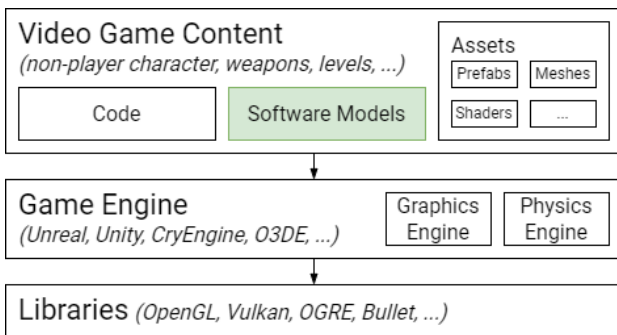 Video Game Content
(non-player character, weapons, levels, ...)
Code
Software Models
Assets
Prefabs
Meshes
Shaders
...
Game Engine
(Unreal, Unity, CryEngine, O3DE, ...)
Graphics
Engine
Physics
Engine
Libraries (OpenGL, Vulkan, OGRE, Bullet, ...)